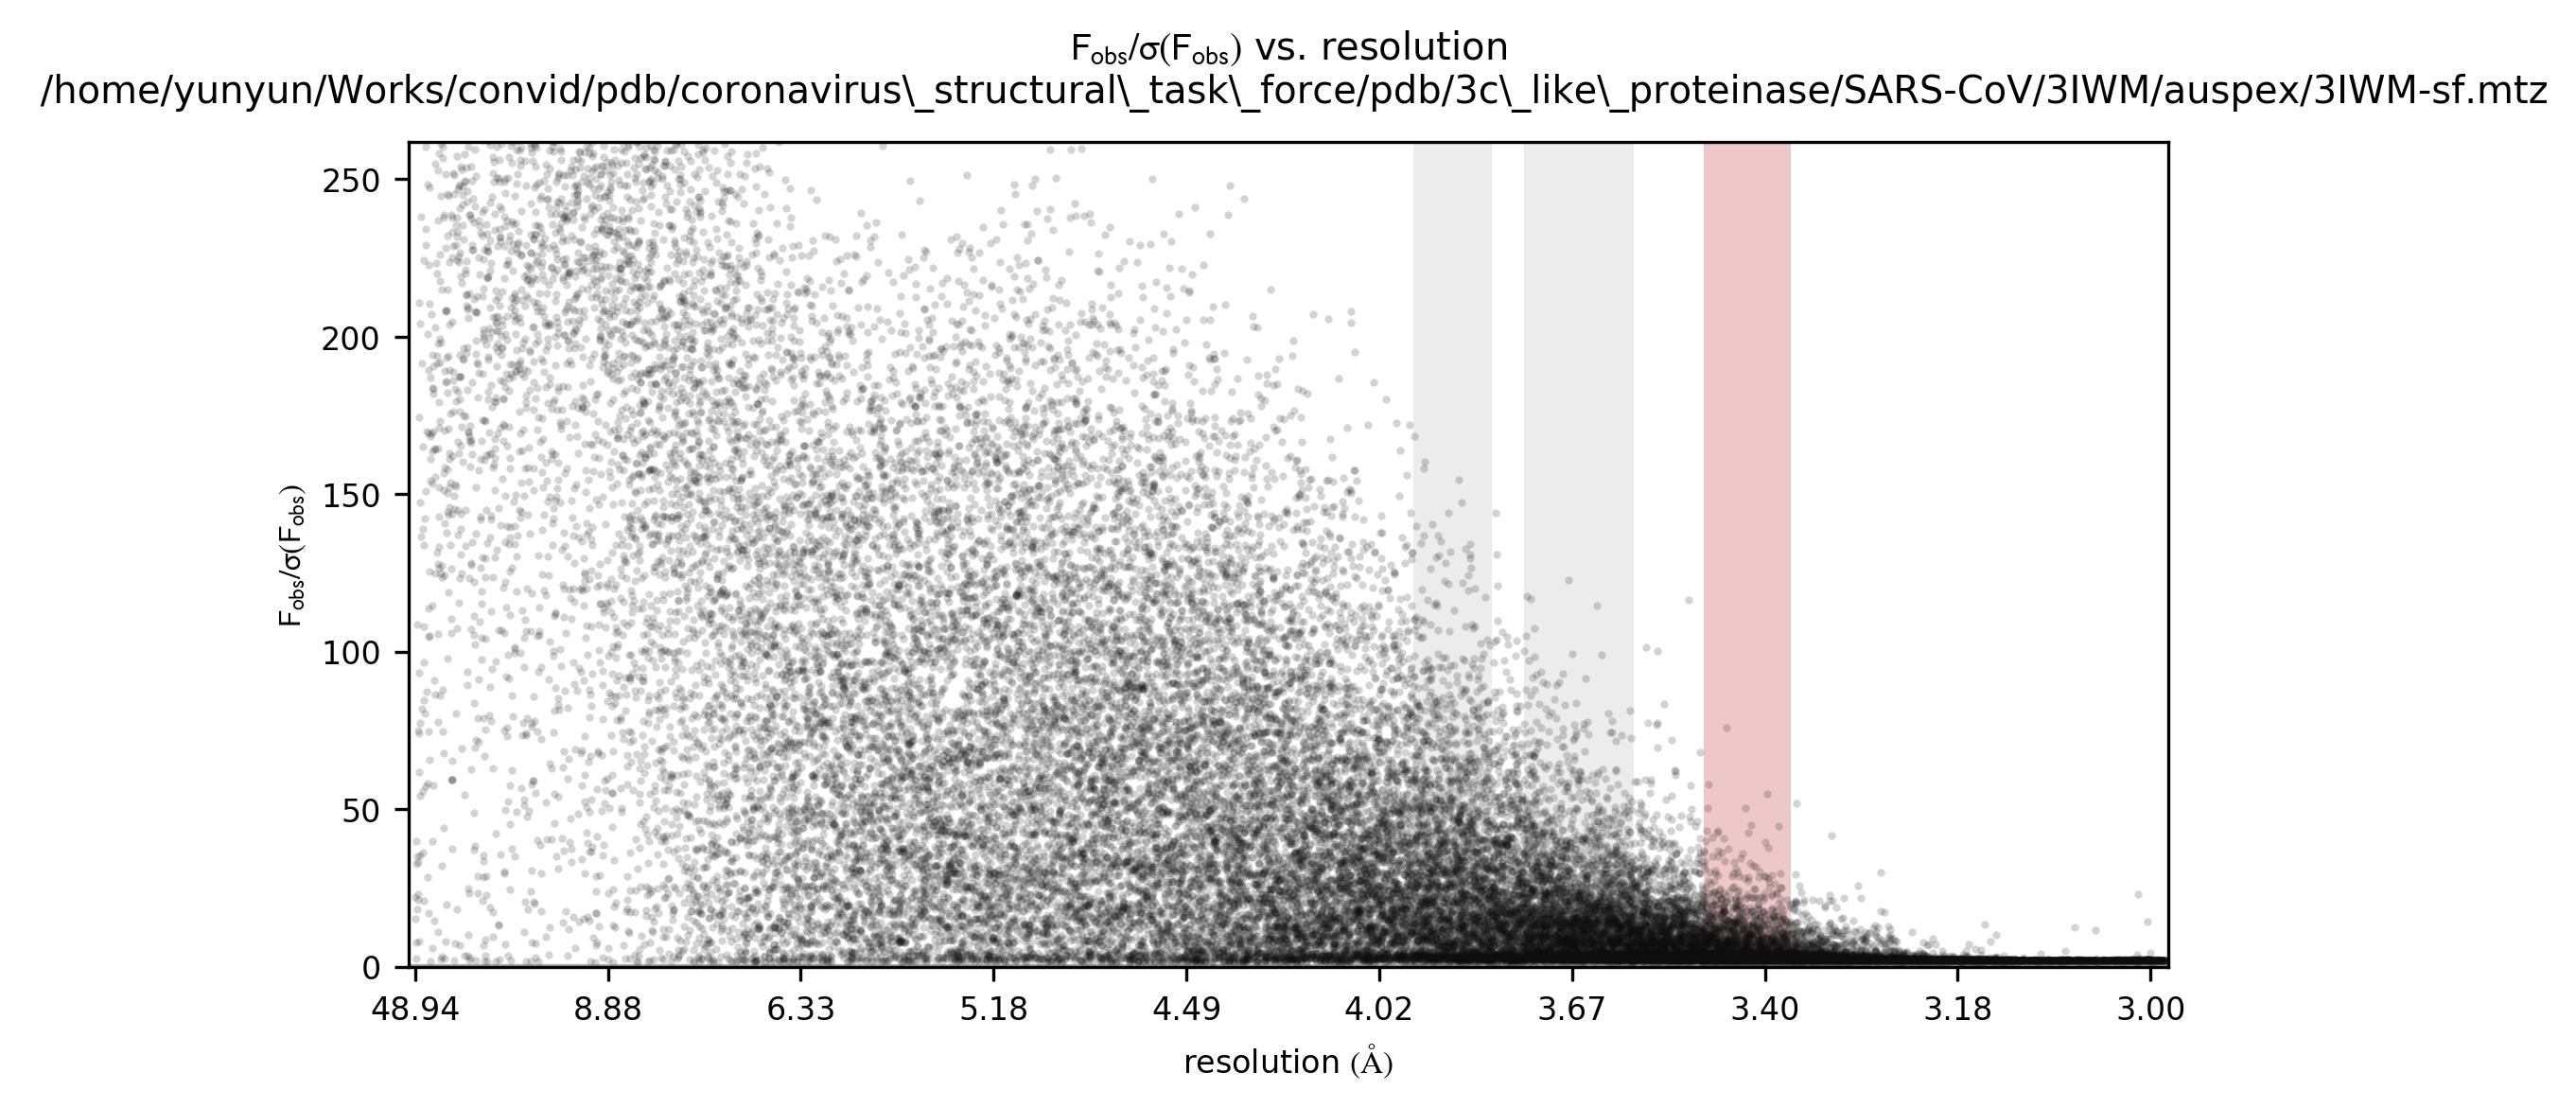 Fobs/σ(Fobs) vs. resolution
/home/yunyun/Works/convid/pdb/coronavirus\_structural\_task\_force/pdb/3c\_like\_proteinase/SARS-CoV/3IWM/auspex/3IWM-sf.mtz
250
200
150
100
50
0
Fobs/σ(Fobs)
48.94 8.88 6.33 5.18 4.49 4.02 3.67 3.40 3.18 3.00
resolution (Å)